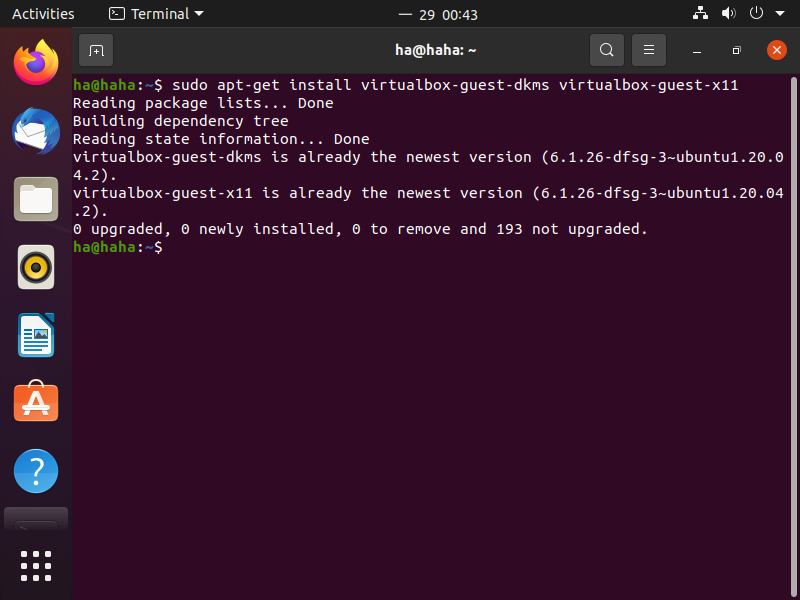 Activities Terminal 一 29 00:43
ha@haha: ~
ha@haha:~$ sudo apt-get install virtualbox-guest-dkms virtualbox-guest-x11
Reading package lists... Done
Building dependency tree
Reading state information... Done
virtualbox-guest-dkms is already the newest version (6.1.26-dfsg-3~ubuntu1.20.0
4.2).
virtualbox-guest-x11 is already the newest version (6.1.26-dfsg-3~ubuntu1.20.04
.2).
0 upgraded, 0 newly installed, 0 to remove and 193 not upgraded.
ha@haha:~$